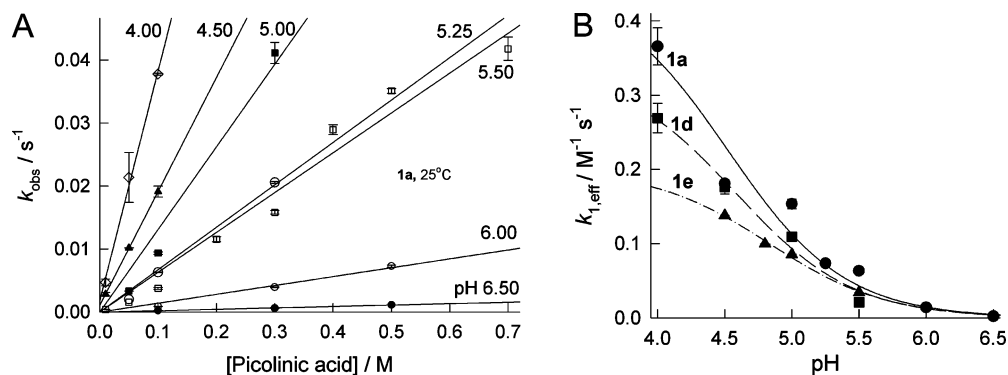 A
4.00 4.50 5.00 5.25
5.50
6.00
pH 6.50
1a, 25°C
kobs / s-1
0.04
0.03
0.02
0.01
0.00
0.0 0.1 0.2 0.3 0.4 0.5 0.6 0.7
[Picolinic acid] / M
B
1a
1d
1e
k1,eff / M-1 s-1
0.4
0.3
0.2
0.1
0.0
4.0 4.5 5.0 5.5 6.0 6.5
pH